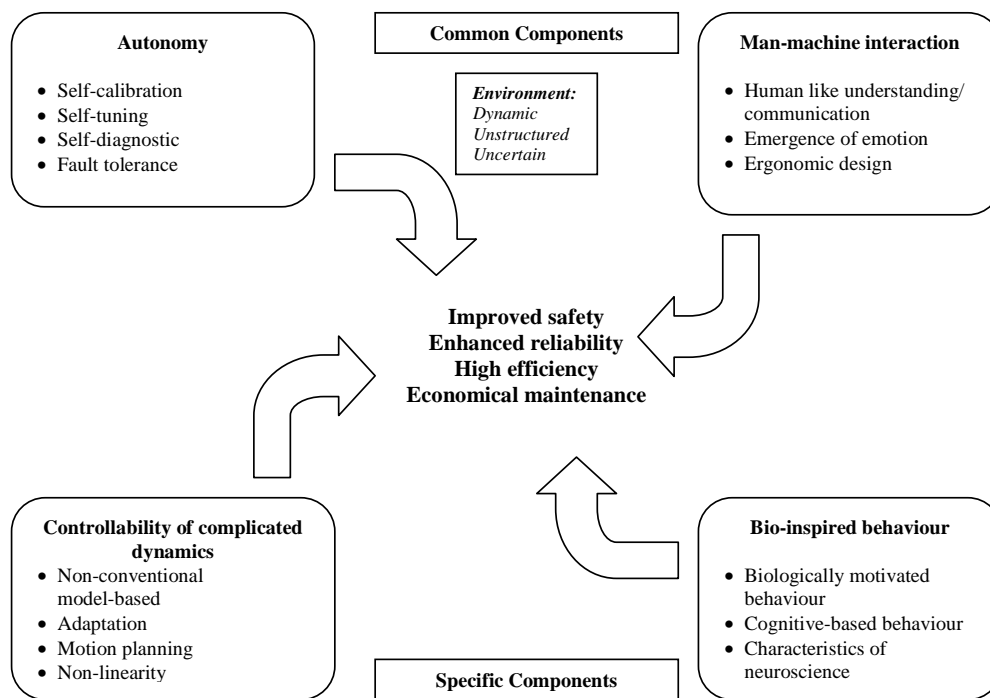 Autonomy
• Self-calibration
• Self-tuning
• Self-diagnostic
• Fault tolerance
Common Components
Environment:
Dynamic
Unstructured
Uncertain
Man-machine interaction
• Human like understanding/
communication
• Emergence of emotion
• Ergonomic design
Improved safety
Enhanced reliability
High efficiency
Economical maintenance
Controllability of complicated
dynamics
• Non-conventional
model-based
• Adaptation
• Motion planning
• Non-linearity
Specific Components
Bio-inspired behaviour
• Biologically motivated
behaviour
• Cognitive-based behaviour
• Characteristics of
neuroscience